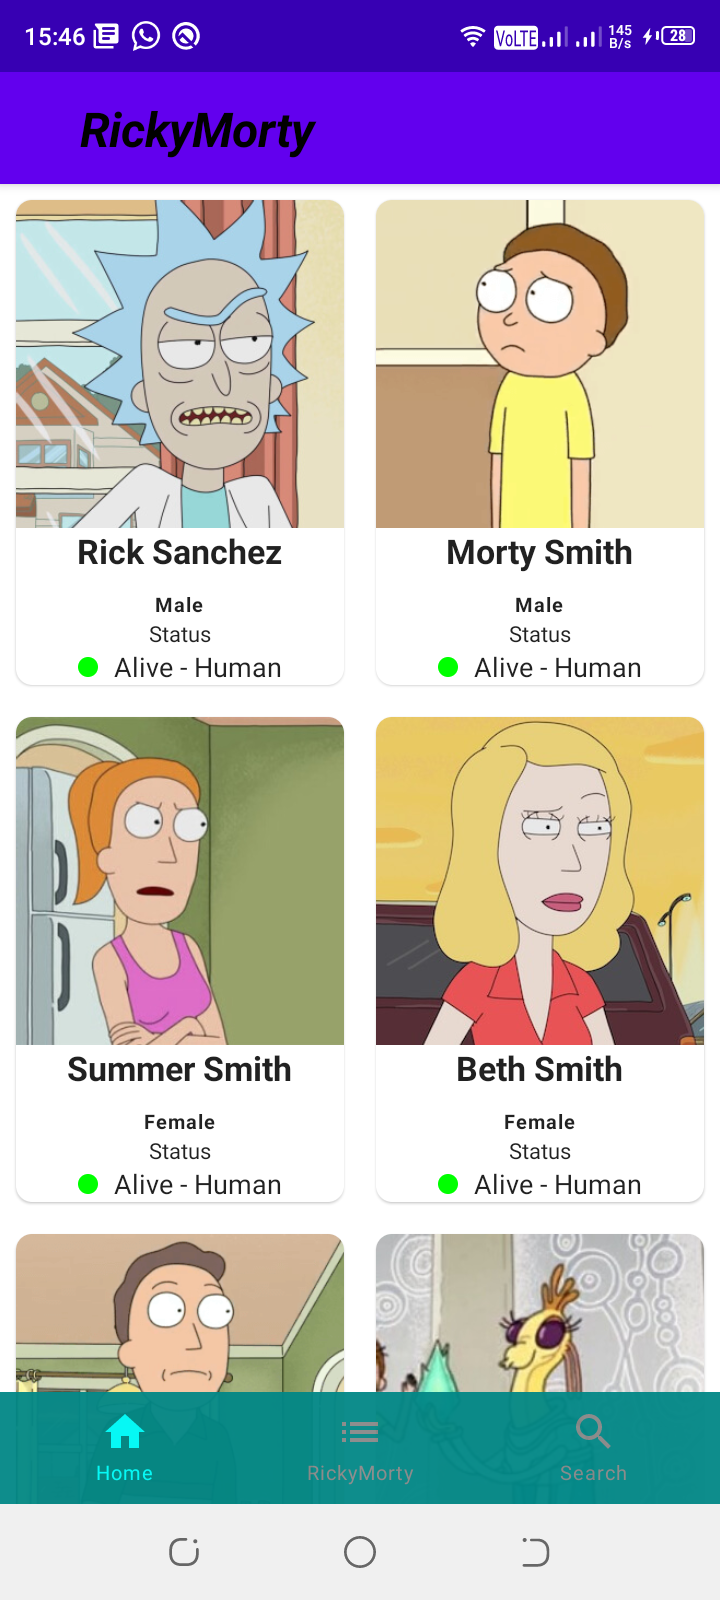 15:46 VoLTE 145 B/s 28
RickyMorty
Rick Sanchez
Male
Status
Alive - Human
Morty Smith
Male
Status
Alive - Human
Summer Smith
Female
Status
Alive - Human
Beth Smith
Female
Status
Alive - Human
Home RickyMorty Search